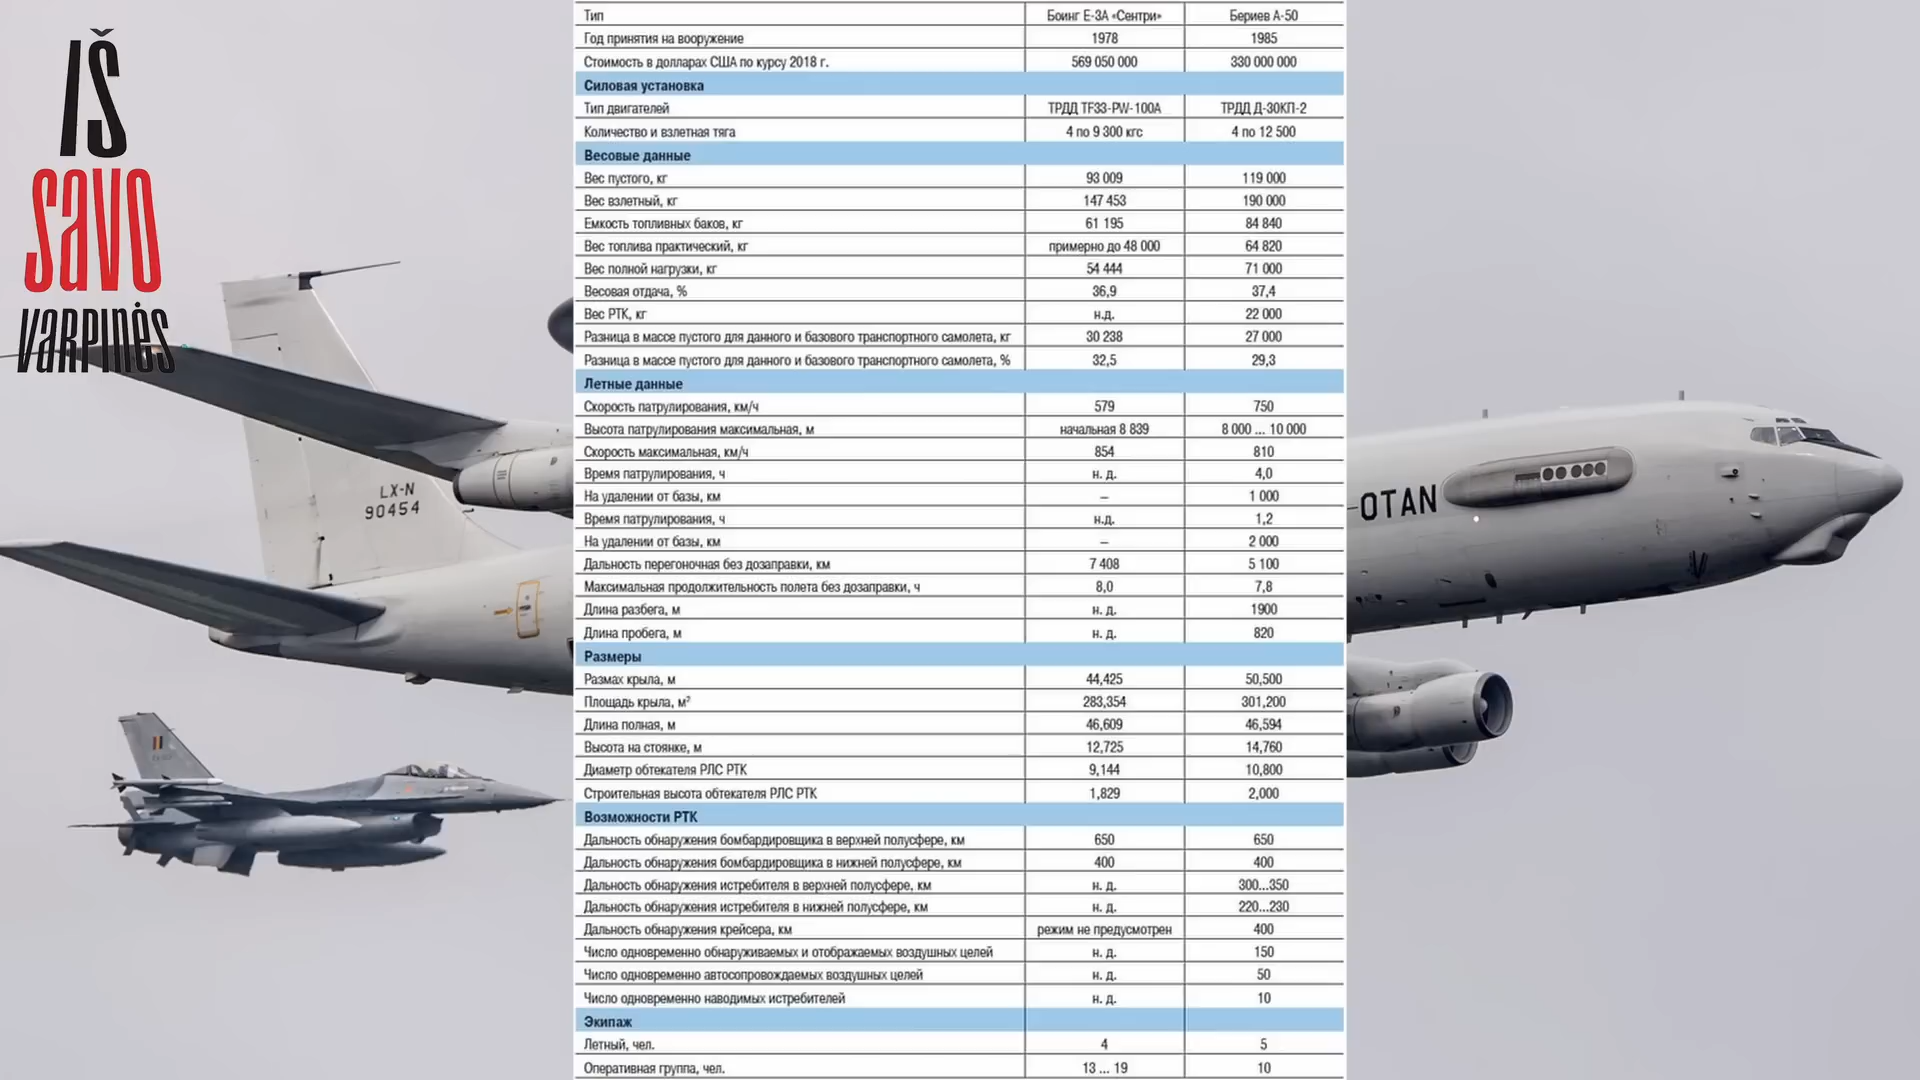 IŠ
SAVO
VARPINĖS
LX-N
90454
OTAN
Тип Боинг Е-3А «Сентри» Бериев А-50
Год принятия на вооружение 1978 1985
Стоимость в долларах США по курсу 2018 г. 569 050 000 330 000 000
Силовая установка
Тип двигателей ТРДД TF33-PW-100A ТРДД Д-30КП-2
Количество и взлетная тяга 4 по 9 300 кгс 4 по 12 500
Весовые данные
Вес пустого, кг 93 009 119 000
Вес взлетный, кг 147 453 190 000
Емкость топливных баков, кг 61 195 84 840
Вес топлива практический, кг примерно до 48 000 64 820
Вес полной нагрузки, кг 54 444 71 000
Весовая отдача, % 36,9 37,4
Вес РТК, кг н.д. 22 000
Разница в массе пустого для данного и базового транспортного самолета, кг 30 238 27 000
Разница в массе пустого для данного и базового транспортного самолета, % 32,5 29,3
Летные данные
Скорость патрулирования, км/ч 579 750
Высота патрулирования максимальная, м начальная 8 839 8 000 ... 10 000
Скорость максимальная, км/ч 854 810
Время патрулирования, ч н. д. 4,0
На удалении от базы, км – 1 000
Время патрулирования, ч н.д. 1,2
На удалении от базы, км – 2 000
Дальность перегоночная без дозаправки, км 7 408 5 100
Максимальная продолжительность полета без дозаправки, ч 8,0 7,8
Длина разбега, м н. д. 1900
Длина пробега, м н. д. 820
Размеры
Размах крыла, м 44,425 50,500
Площадь крыла, м² 283,354 301,200
Длина полная, м 46,609 46,594
Высота на стоянке, м 12,725 14,760
Диаметр обтекателя РЛС РТК 9,144 10,800
Строительная высота обтекателя РЛС РТК 1,829 2,000
Возможности РТК
Дальность обнаружения бомбардировщика в верхней полусфере, км 650 650
Дальность обнаружения бомбардировщика в нижней полусфере, км 400 400
Дальность обнаружения истребителя в верхней полусфере, км н. д. 300...350
Дальность обнаружения истребителя в нижней полусфере, км н. д. 220...230
Дальность обнаружения крейсера, км режим не предусмотрен 400
Число одновременно обнаруживаемых и отображаемых воздушных целей н. д. 150
Число одновременно автосопровождаемых воздушных целей н. д. 50
Число одновременно наводимых истребителей н. д. 10
Экипаж
Летный, чел. 4 5
Оперативная группа, чел. 13 ... 19 10